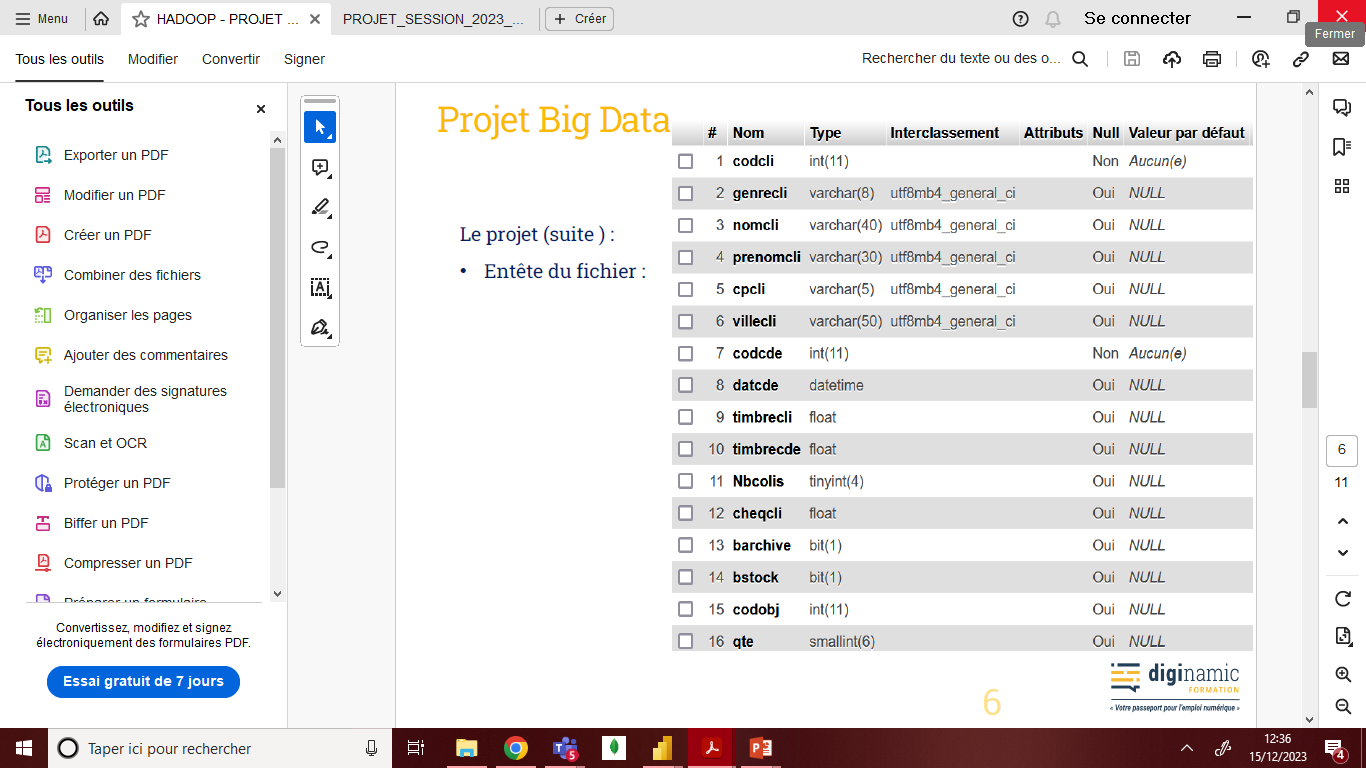 Menu
HADOOP - PROJET ...
PROJET_SESSION_2023_...
Créer
Se connecter
Fermer
Tous les outils
Modifier
Convertir
Signer
Rechercher du texte ou des o...
Tous les outils
Exporter un PDF
Modifier un PDF
Créer un PDF
Combiner des fichiers
Organiser les pages
Ajouter des commentaires
Demander des signatures
électroniques
Scan et OCR
Protéger un PDF
Biffer un PDF
Compresser un PDF
Préparer un formulaire
Convertissez, modifiez et signez
électroniquement des formulaires PDF.
Essai gratuit de 7 jours
Projet Big Data
Le projet (suite ) :
• Entête du fichier :
# Nom Type Interclassement Attributs Null Valeur par défaut
1 codcli int(11) Non Aucun(e)
2 genrecli varchar(8) utf8mb4_general_ci Oui NULL
3 nomcli varchar(40) utf8mb4_general_ci Oui NULL
4 prenomcli varchar(30) utf8mb4_general_ci Oui NULL
5 cpcli varchar(5) utf8mb4_general_ci Oui NULL
6 villecli varchar(50) utf8mb4_general_ci Oui NULL
7 codcde int(11) Non Aucun(e)
8 datcde datetime Oui NULL
9 timbrecli float Oui NULL
10 timbrecde float Oui NULL
11 Nbcolis tinyint(4) Oui NULL
12 cheqcli float Oui NULL
13 barchive bit(1) Oui NULL
14 bstock bit(1) Oui NULL
15 codobj int(11) Oui NULL
16 qte smallint(6) Oui NULL
6
diginamic
FORMATION
« Votre passeport pour l'emploi numérique »
6
11
Taper ici pour rechercher
5
12:36
15/12/2023
4